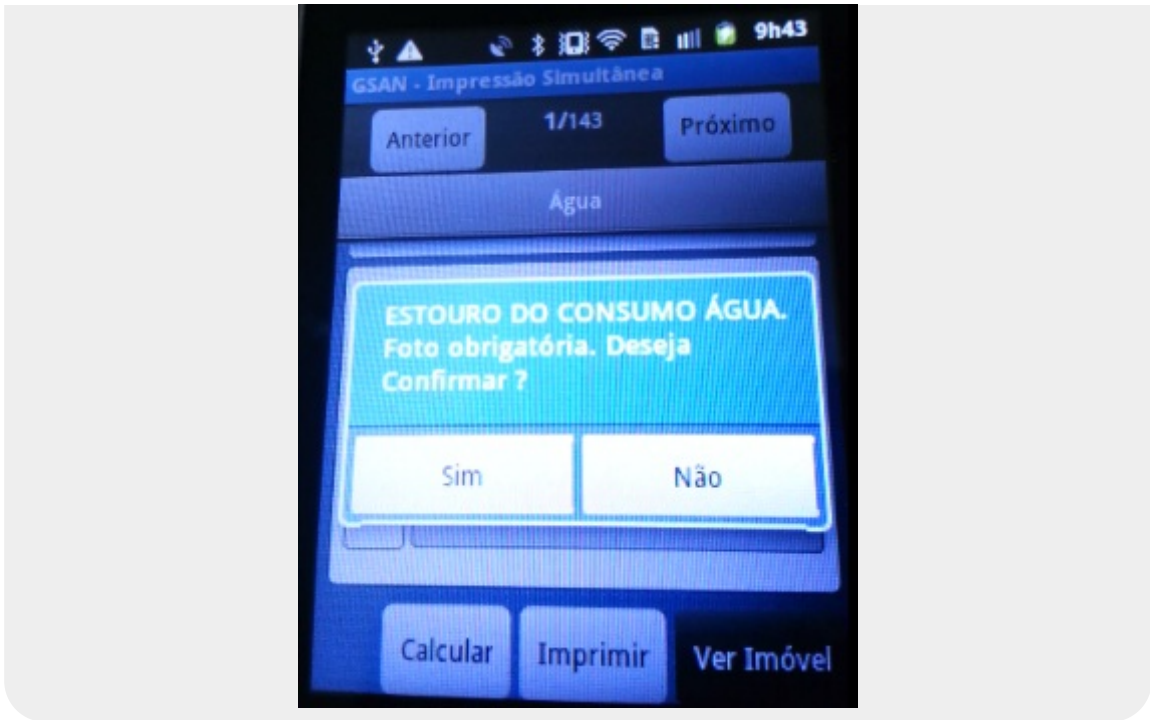 9h43
GSAN - Impressão Simultânea
Anterior
1/143
Próximo
Água
ESTOURO DO CONSUMO ÁGUA.
Foto obrigatória. Deseja
Confirmar ?
Sim
Não
Calcular
Imprimir
Ver Imóvel